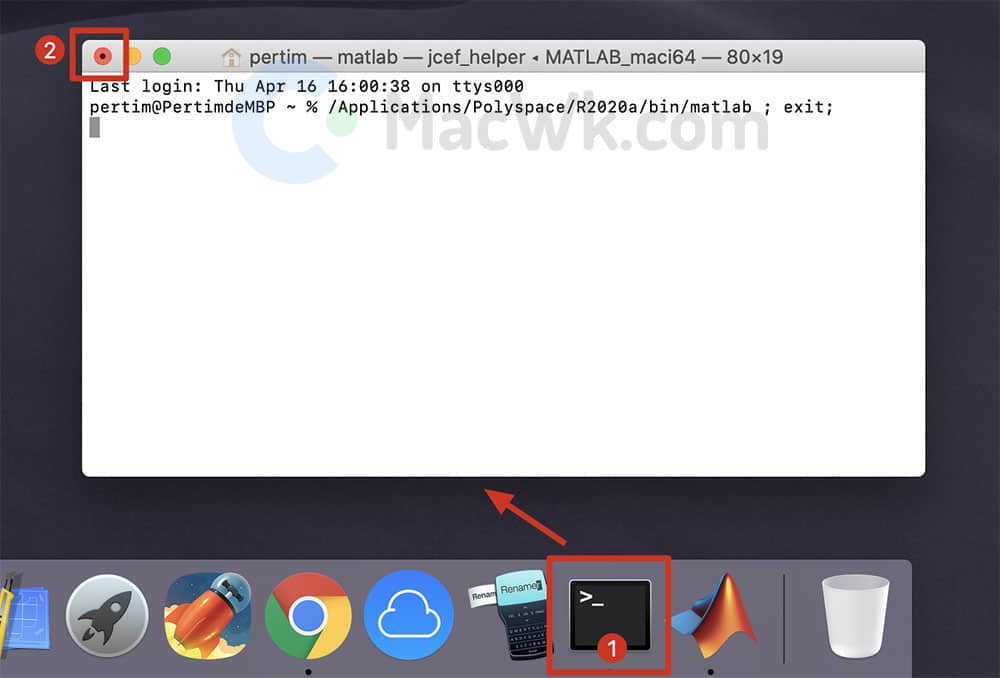 2
pertim — matlab — jcef_helper ◂ MATLAB_maci64 — 80×19
Last login: Thu Apr 16 16:00:38 on ttys000
pertim@PertimdeMBP ~ % /Applications/Polyspace/R2020a/bin/matlab ; exit;
MacWk.com
Renam
Renamer
>_
1